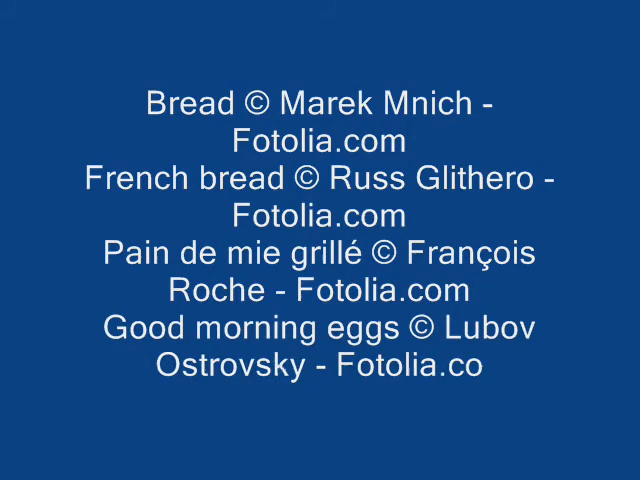 Bread © Marek Mnich -
Fotolia.com
French bread © Russ Glithero -
Fotolia.com
Pain de mie grillé © François
Roche - Fotolia.com
Good morning eggs © Lubov
Ostrovsky - Fotolia.co